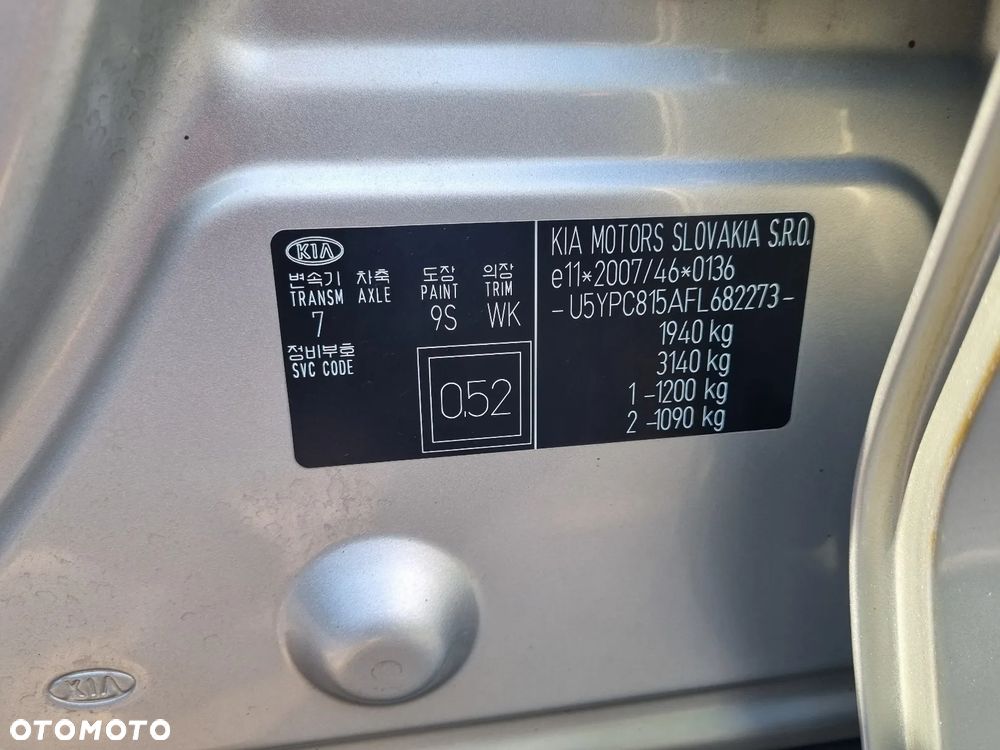 KIA
변속기 차축 도장 의장
TRANSM AXLE PAINT TRIM
7 9S WK
정비부호
SVC CODE
0.52
KIA MOTORS SLOVAKIA S.R.O.
e11*2007/46*0136
-U5YPC815AFL682273-
1940 kg
3140 kg
1 -1200 kg
2 -1090 kg
KIA
OTOMOTO